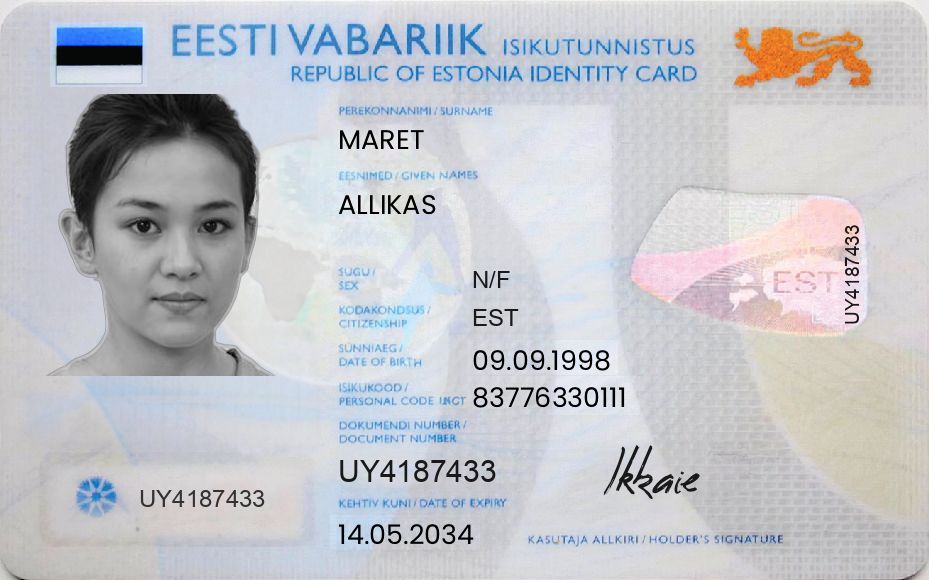 EESTI VABARIIK ISIKUTUNNISTUS
REPUBLIC OF ESTONIA IDENTITY CARD
PEREKONNANIMI / SURNAME
MARET
EESNIMED / GIVEN NAMES
ALLIKAS
SUGU /
SEX
N/F
KODAKONDSUS /
CITIZENSHIP
EST
SÜNNIAEG /
DATE OF BIRTH
09.09.1998
ISIKUKOOD /
PERSONAL CODE
83776330111
DOKUMENDI NUMBER /
DOCUMENT NUMBER
UY4187433
KEHTIV KUNI / DATE OF EXPIRY
14.05.2034
KASUTAJA ALLKIRI / HOLDER'S SIGNATURE
UY4187433
EST
UY4187433